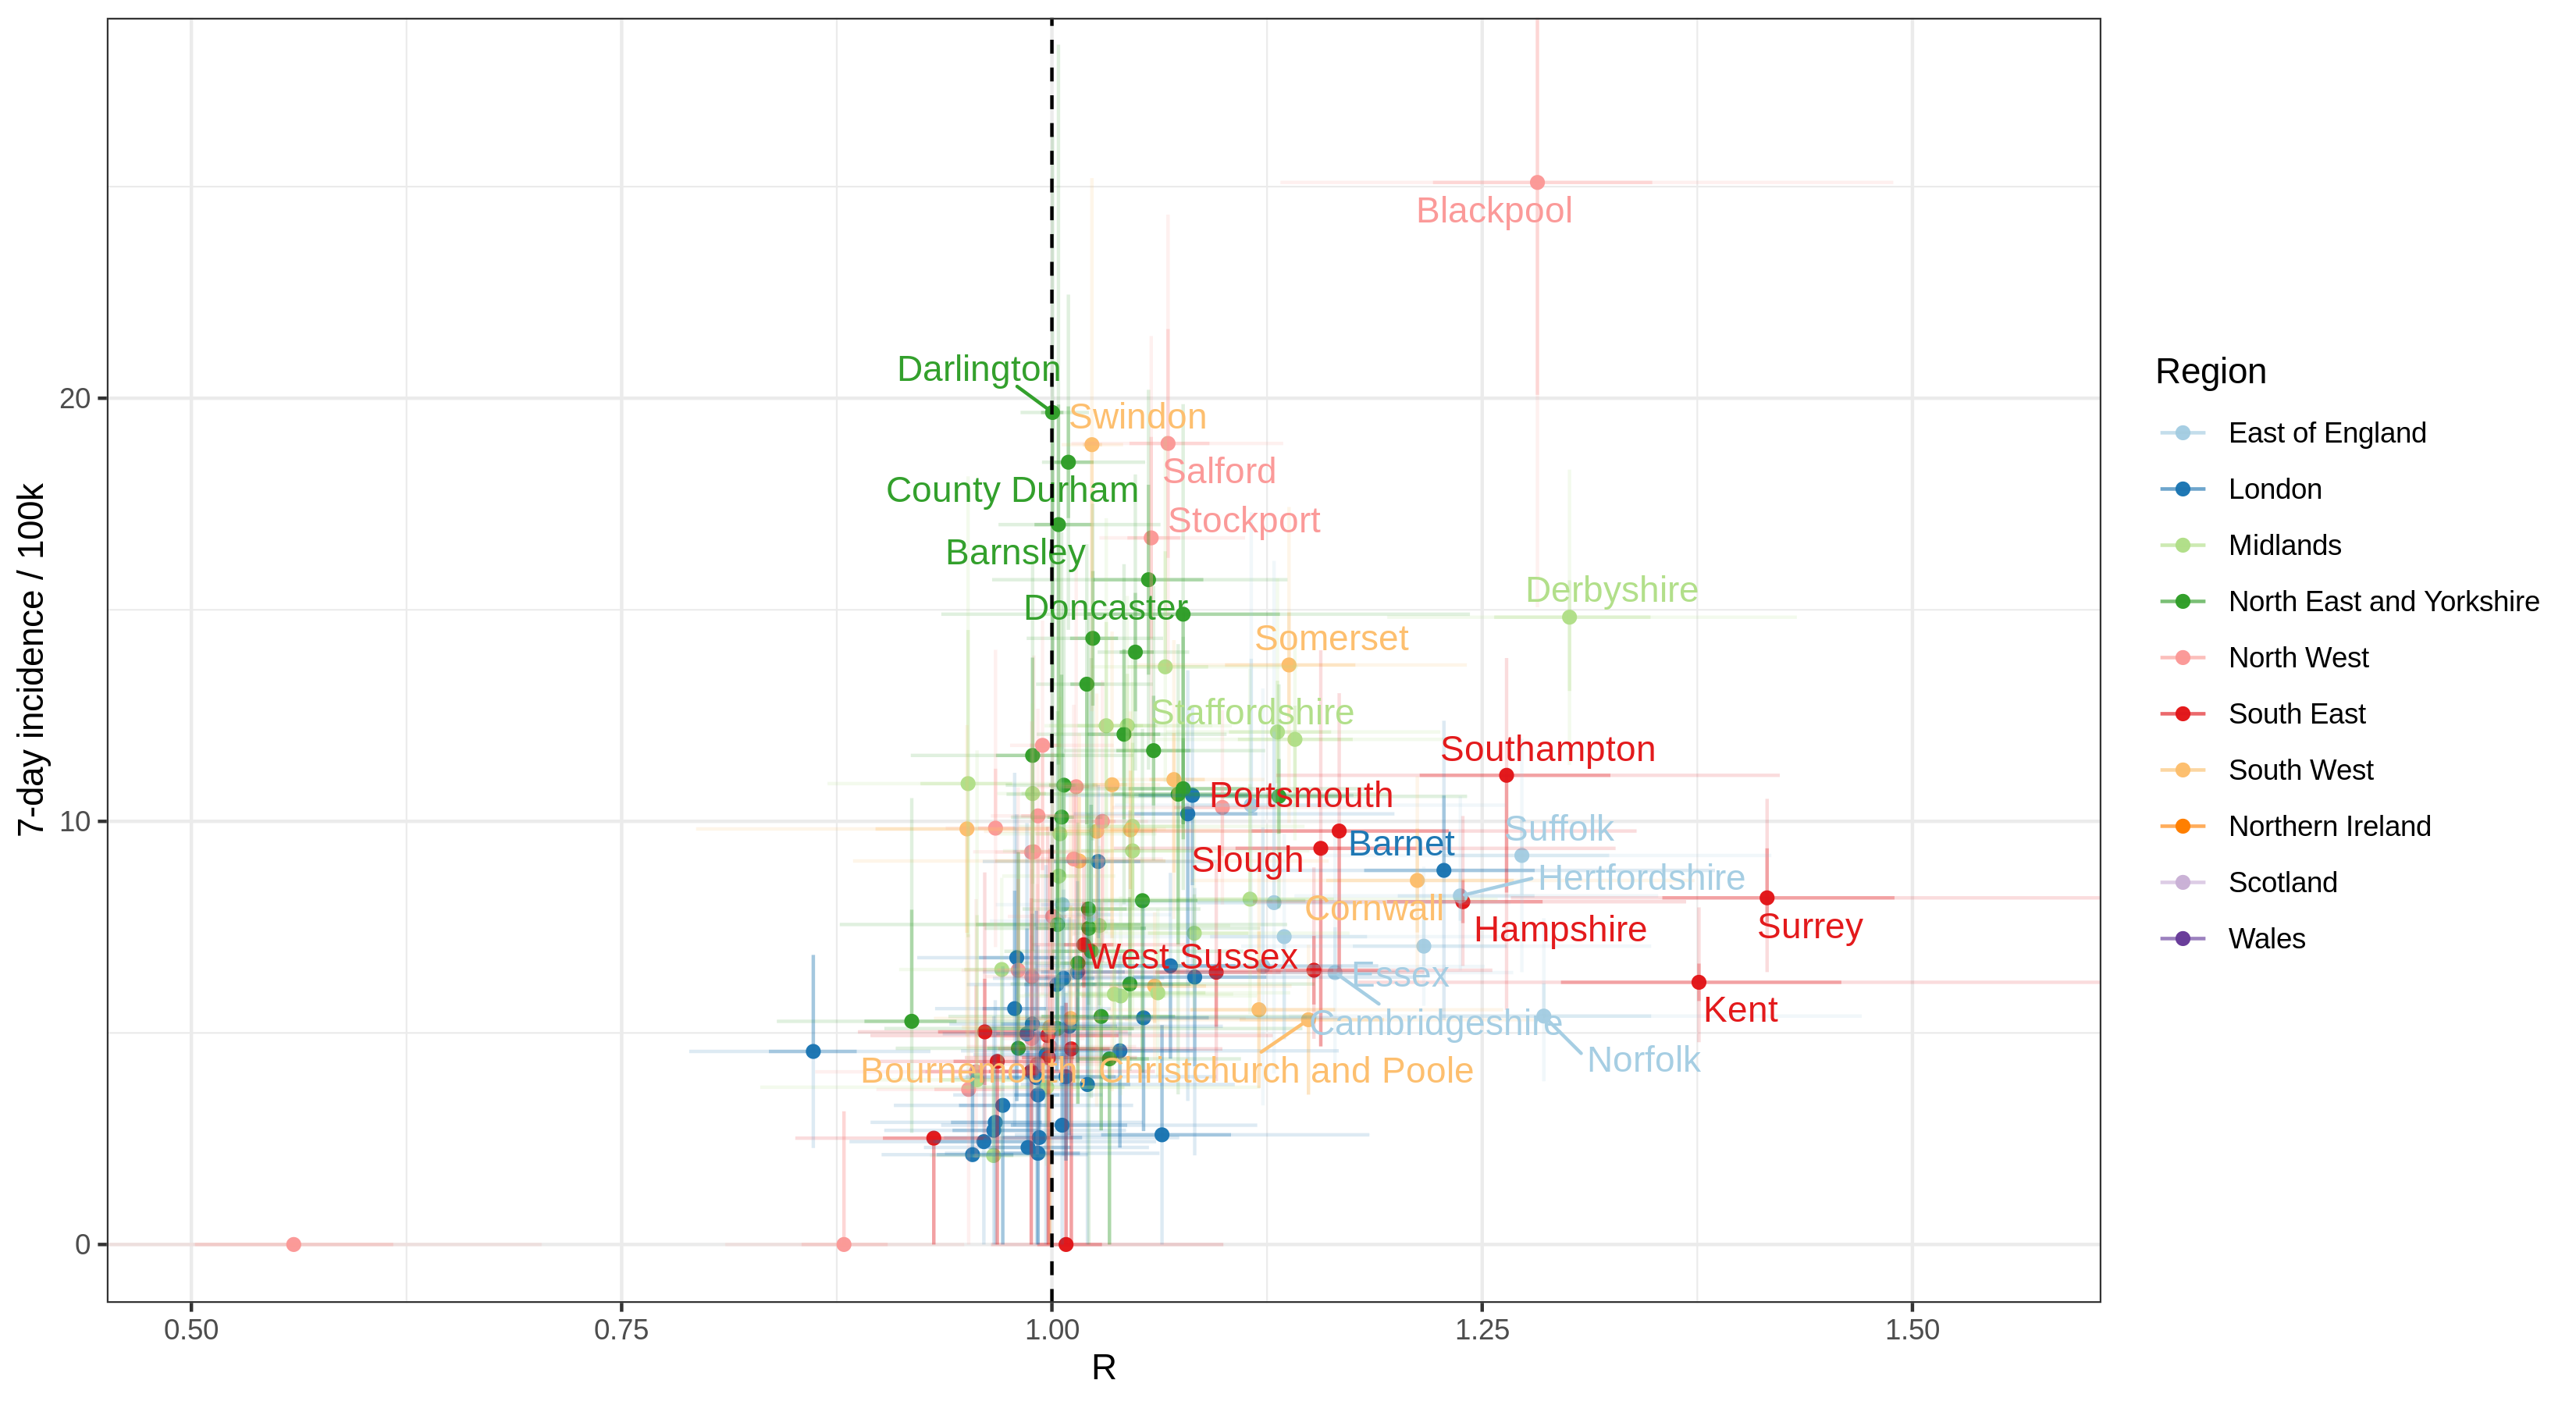 Blackpool
Darlington
Swindon
Salford
County Durham
Stockport
Barnsley
Derbyshire
Doncaster
Somerset
Staffordshire
Southampton
Portsmouth
Suffolk
Barnet
Slough
Hertfordshire
Cornwall
Surrey
Hampshire
West Sussex
Essex
Kent
Cambridgeshire
Norfolk
Bournemouth, Christchurch and Poole
20
10
0
7-day incidence / 100k
0.50
0.75
1.00
1.25
1.50
R
Region
East of England
London
Midlands
North East and Yorkshire
North West
South East
South West
Northern Ireland
Scotland
Wales